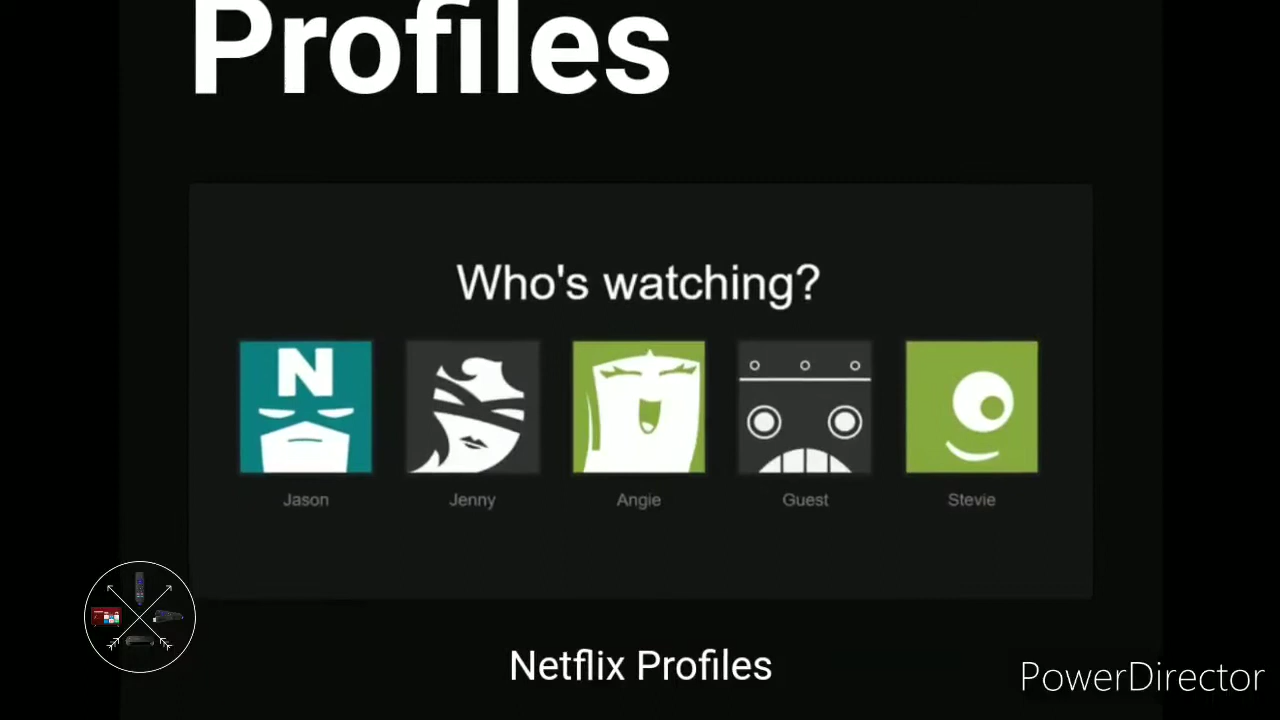 Profiles
Who's watching?
N
Jason
Jenny
Angie
Guest
Stevie
Netflix Profiles
PowerDirector